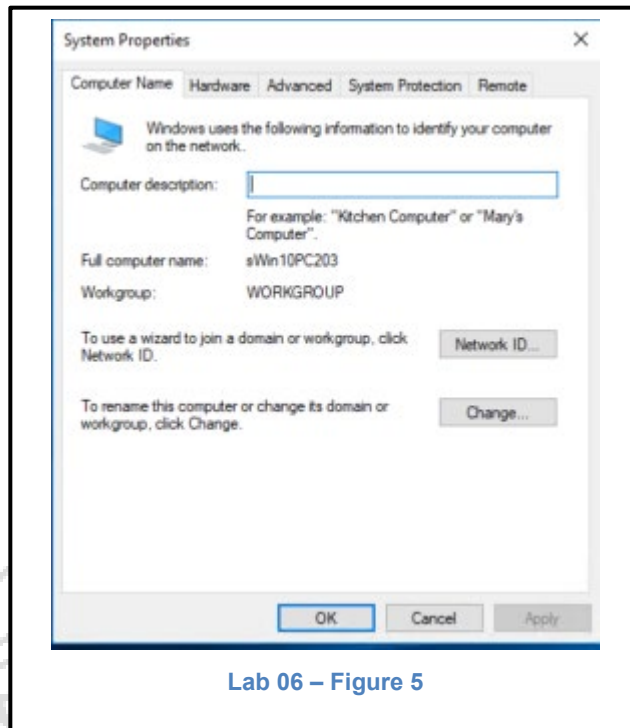 System Properties
Computer Name Hardware Advanced System Protection Remote
Windows uses the following information to identify your computer
on the network.
Computer description:
For example: "Kitchen Computer" or "Mary's
Computer".
Full computer name: sWin10PC203
Workgroup: WORKGROUP
To use a wizard to join a domain or workgroup, click
Network ID.
Network ID...
To rename this computer or change its domain or
workgroup, click Change.
Change...
OK Cancel Apply
Lab 06 – Figure 5